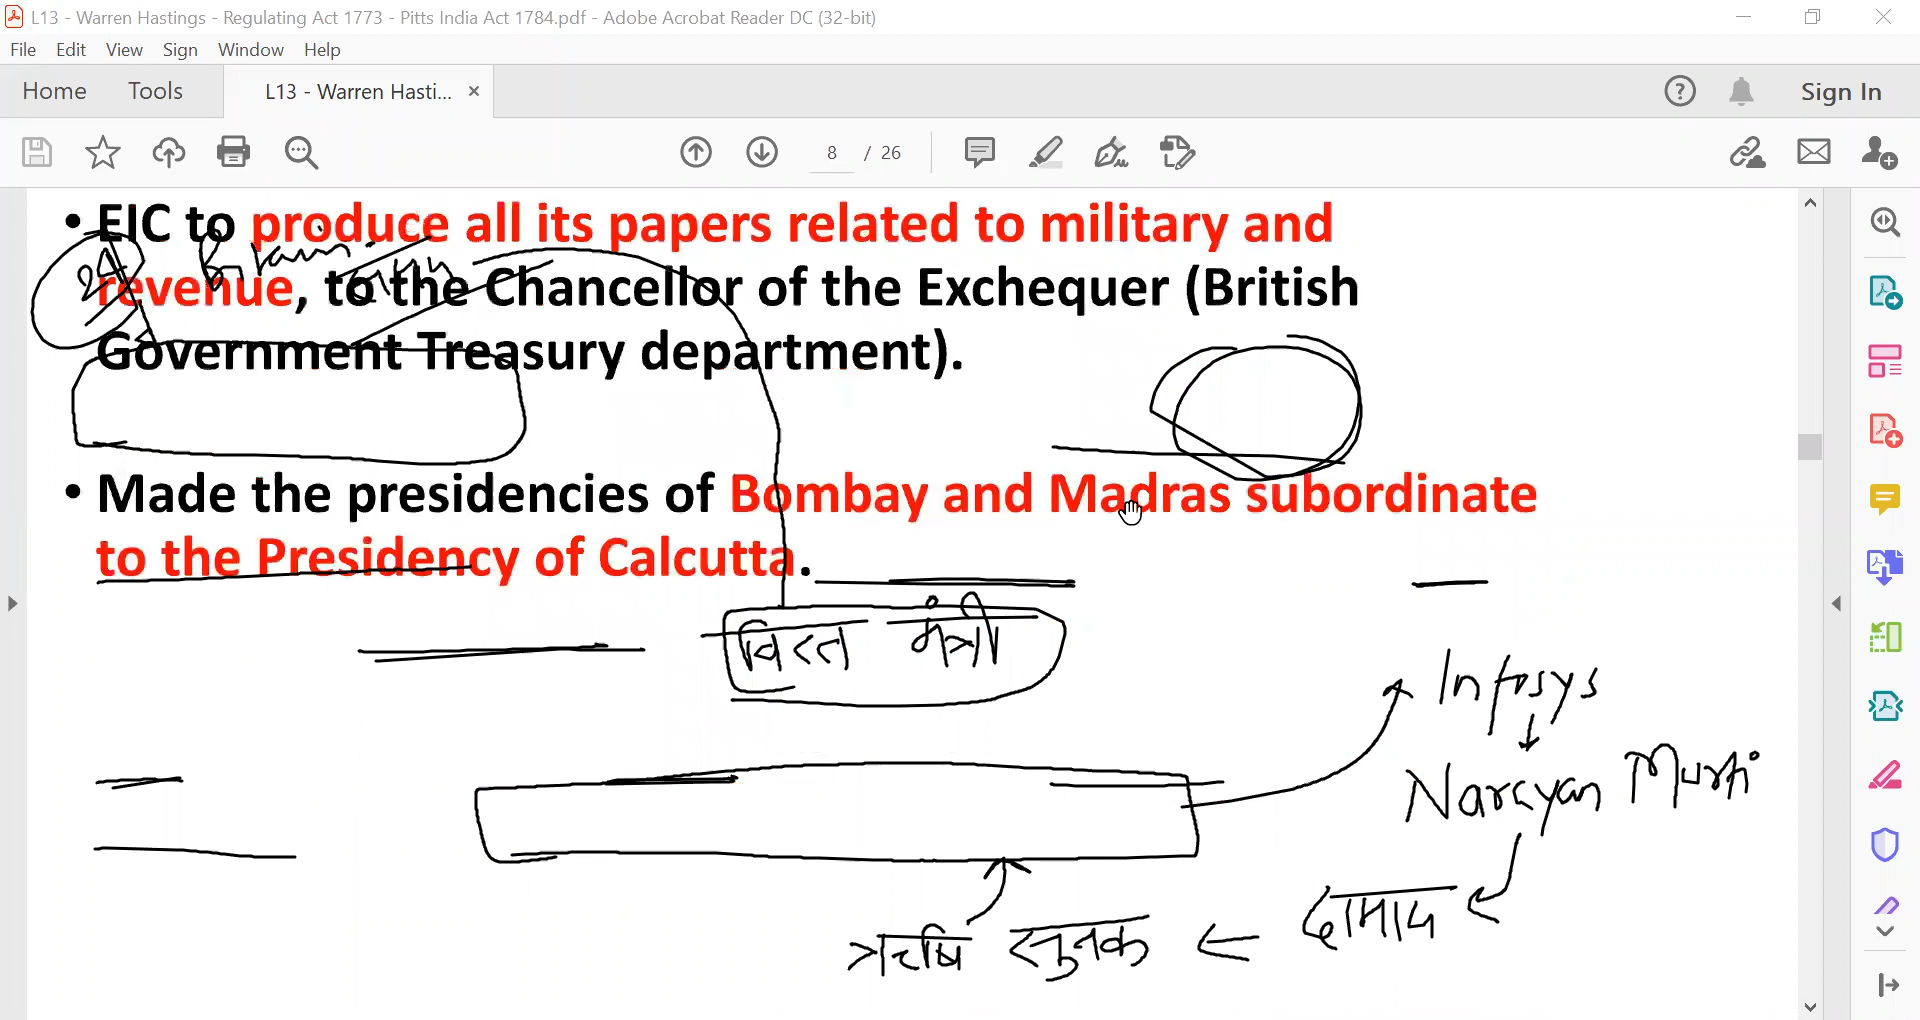 L13 - Warren Hastings - Regulating Act 1773 - Pitts India Act 1784.pdf - Adobe Acrobat Reader DC (32-bit)
File Edit View Sign Window Help
Home Tools L13 - Warren Hasti... × Sign In
8 / 26
• EIC to produce all its papers related to military and
revenue, to the Chancellor of the Exchequer (British
Government Treasury department).
• Made the presidencies of Bombay and Madras subordinate
to the Presidency of Calcutta.
वित्त मंत्री
Infosys
Narayan Murti
दामाद
ऋषि सुनक